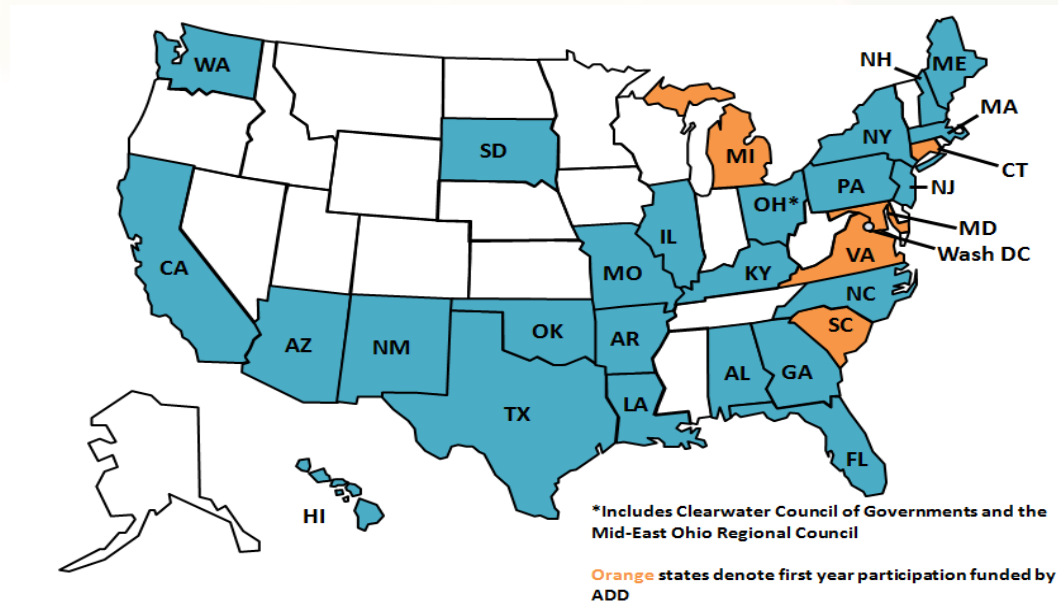 WA
NH
ME
MA
SD
NY
MI
CT
PA
NJ
OH*
MD
IL
Wash DC
VA
CA
MO
KY
NC
SC
OK
AR
AZ
NM
AL
GA
LA
TX
FL
HI
*Includes Clearwater Council of Governments and the
Mid-East Ohio Regional Council
Orange states denote first year participation funded by
ADD